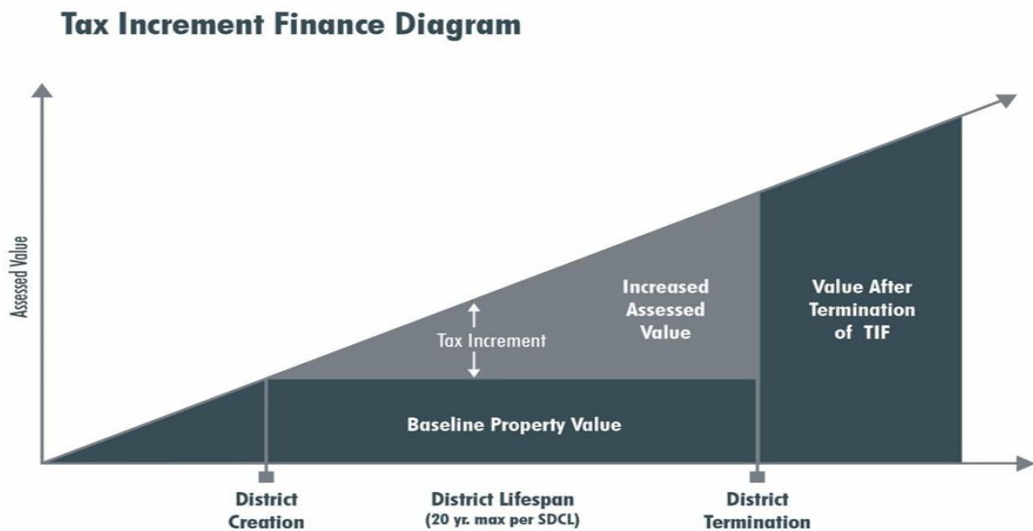 Tax Increment Finance Diagram
Assessed Value
Increased
Assessed
Value
Value After
Termination
of TIF
Tax Increment
Baseline Property Value
District
Creation
District Lifespan
(20 yr. max per SDCL)
District
Termination